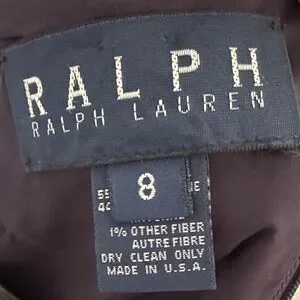 RALPH
RALPH LAUREN
8
1% OTHER FIBER
AUTRE FIBRE
DRY CLEAN ONLY
MADE IN U.S.A.